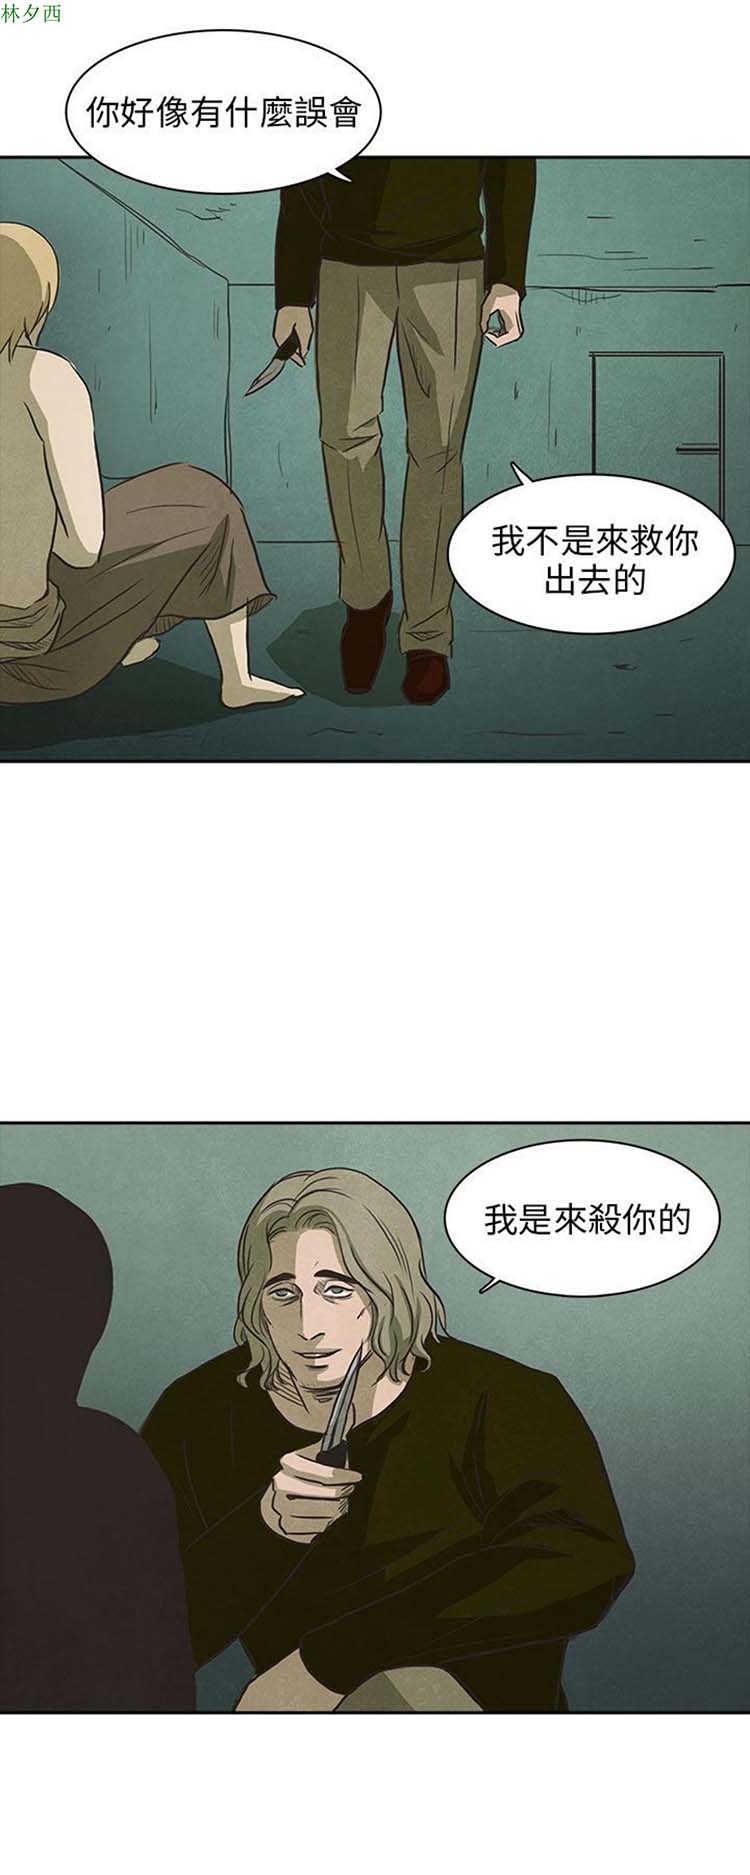 林夕西
你好像有什麼誤會
我不是來救你
出去的
我是來殺你的